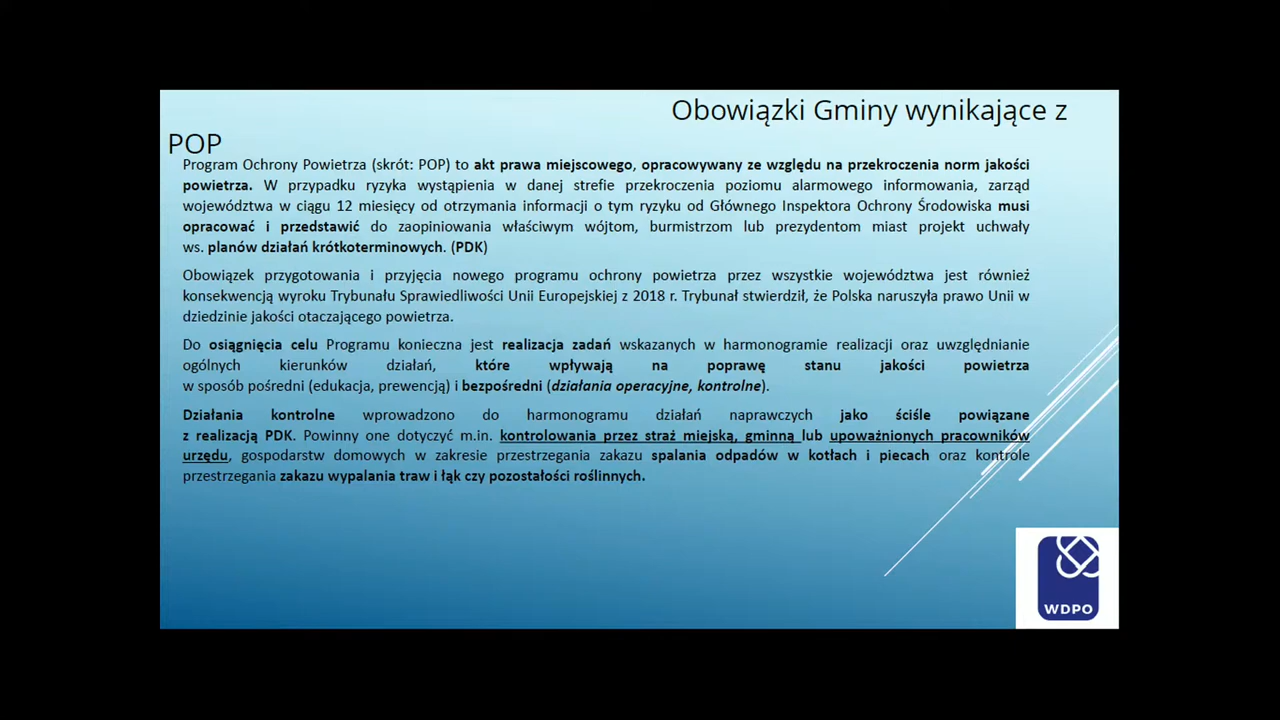 Obowiązki Gminy wynikające z
POP
Program Ochrony Powietrza (skrót: POP) to akt prawa miejscowego, opracowywany ze względu na przekroczenia norm jakości
powietrza. W przypadku ryzyka wystąpienia w danej strefie przekroczenia poziomu alarmowego informowania, zarząd
województwa w ciągu 12 miesięcy od otrzymania informacji o tym ryzyku od Głównego Inspektora Ochrony Środowiska musi
opracować i przedstawić do zaopiniowania właściwym wójtom, burmistrzom lub prezydentom miast projekt uchwały
ws. planów działań krótkoterminowych. (PDK)
Obowiązek przygotowania i przyjęcia nowego programu ochrony powietrza przez wszystkie województwa jest również
konsekwencją wyroku Trybunału Sprawiedliwości Unii Europejskiej z 2018 r. Trybunał stwierdził, że Polska naruszyła prawo Unii w
dziedzinie jakości otaczającego powietrza.
Do osiągnięcia celu Programu konieczna jest realizacja zadań wskazanych w harmonogramie realizacji oraz uwzględnianie
ogólnych kierunków działań, które wpływają na poprawę stanu jakości powietrza
w sposób pośredni (edukacja, prewencją) i bezpośredni (działania operacyjne, kontrolne).
Działania kontrolne wprowadzono do harmonogramu działań naprawczych jako ściśle powiązane
z realizacją PDK. Powinny one dotyczyć m.in. kontrolowania przez straż miejską, gminną lub upoważnionych pracowników
urzędu, gospodarstw domowych w zakresie przestrzegania zakazu spalania odpadów w kotłach i piecach oraz kontrole
przestrzegania zakazu wypalania traw i łąk czy pozostałości roślinnych.
WDPO